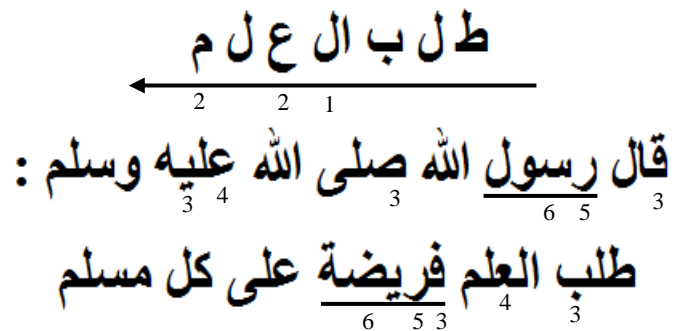 ط ل ب ال ع ل م
1 2 2
قال رسول الله صلى الله عليه وسلم :
3 5 6 3 4 3
طلب العلم فريضة على كل مسلم
3 4 3 5 6